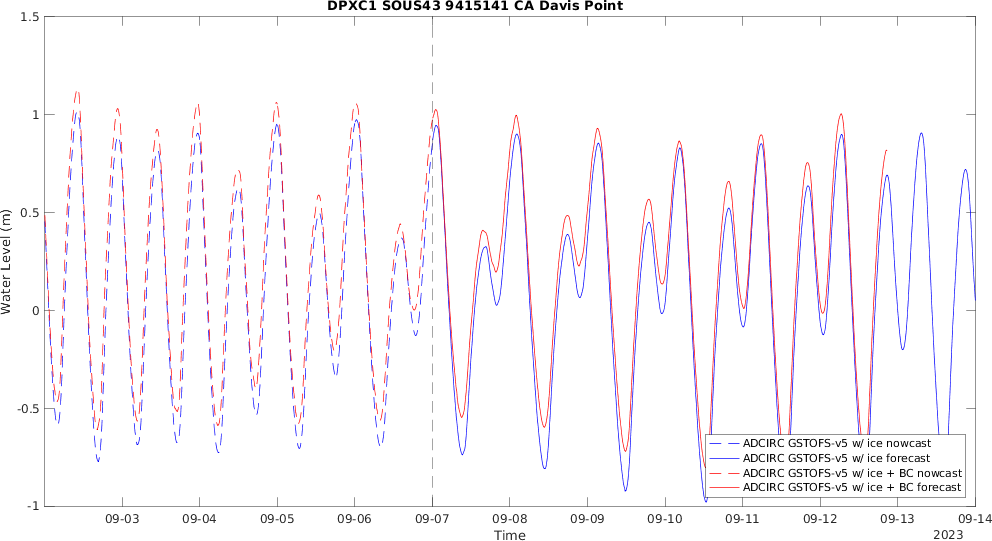 DPXC1 SOUS43 9415141 CA Davis Point
1.5
1
0.5
0
-0.5
-1
Water Level (m)
09-03
09-04
09-05
09-06
09-07
09-08
09-09
09-10
09-11
09-12
09-13
09-14
Time
2023
ADCIRC GSTOFS-v5 w/ ice nowcast
ADCIRC GSTOFS-v5 w/ ice forecast
ADCIRC GSTOFS-v5 w/ ice + BC nowcast
ADCIRC GSTOFS-v5 w/ ice + BC forecast